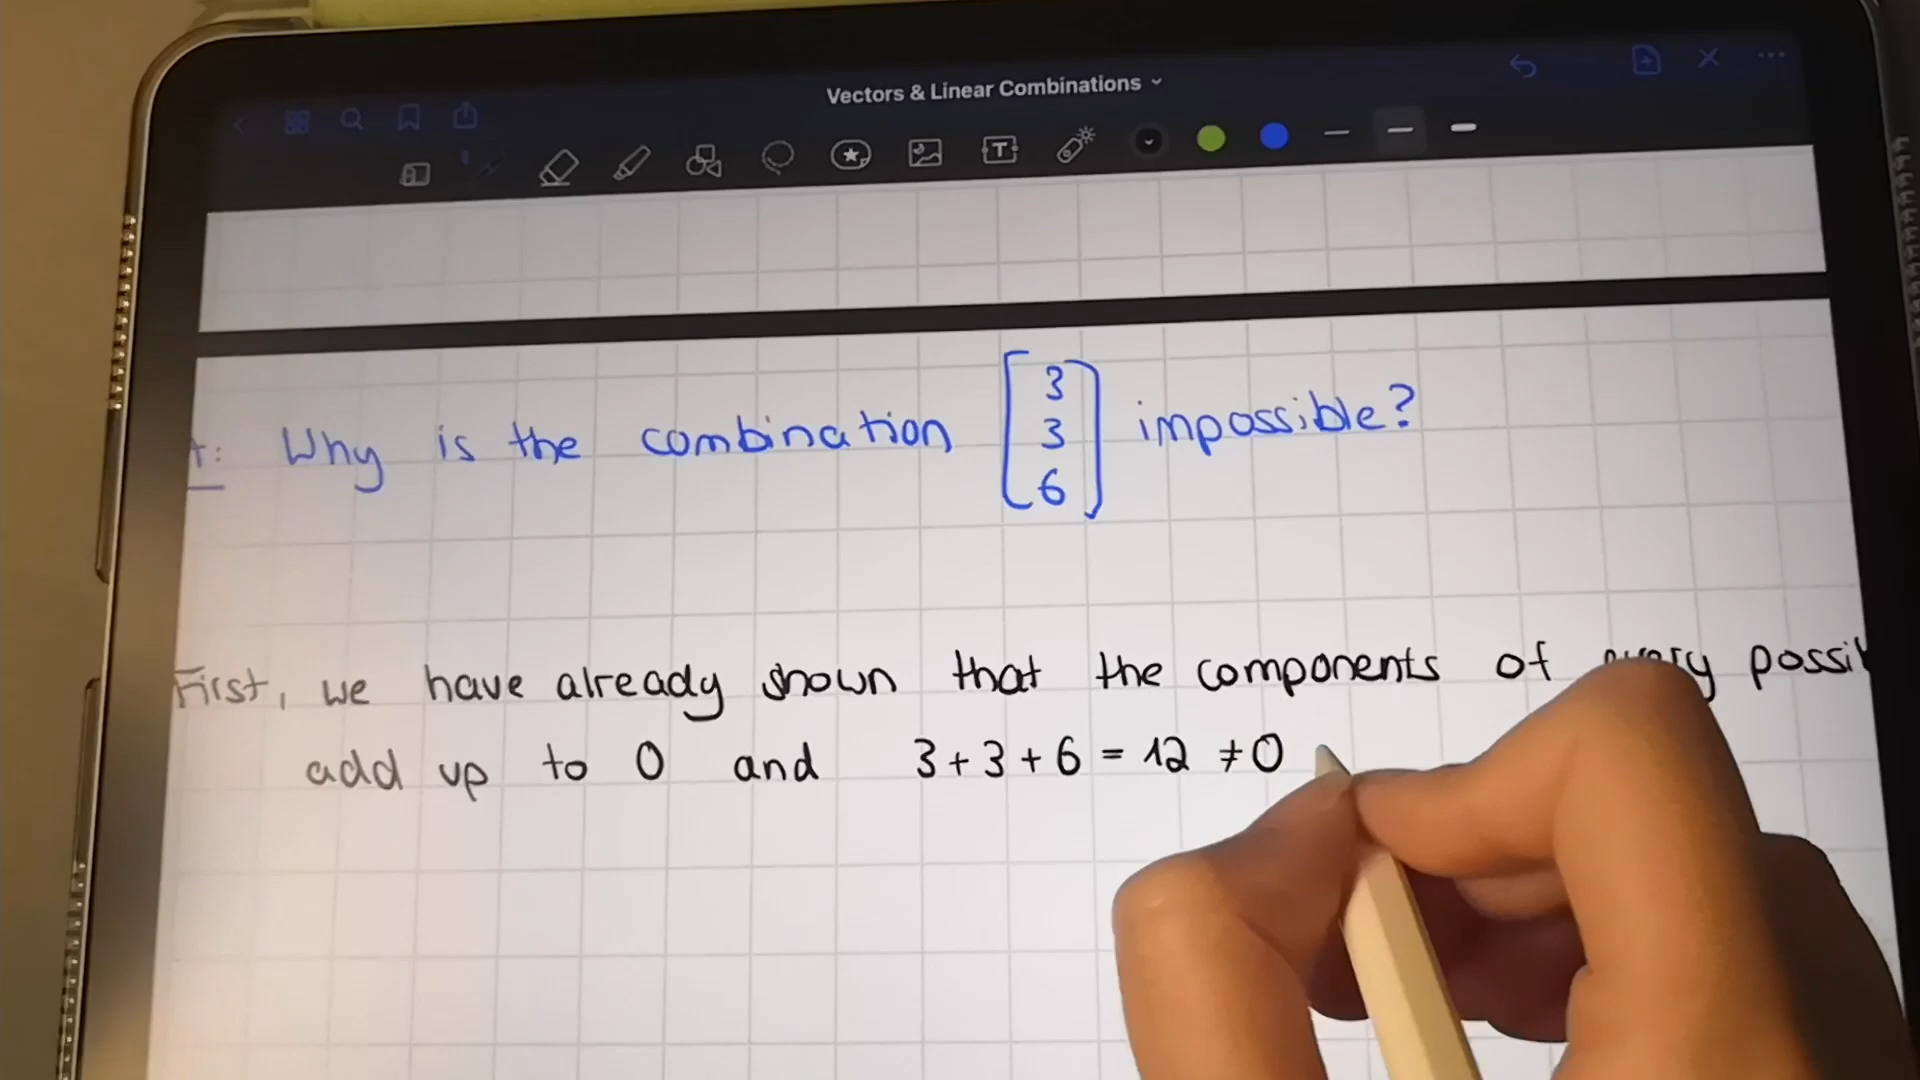 Vectors & Linear Combinations
t: Why is the combination [3 3 6] impossible?
First, we have already shown that the components of every
add up to 0 and 3+3+6 = 12 ≠0